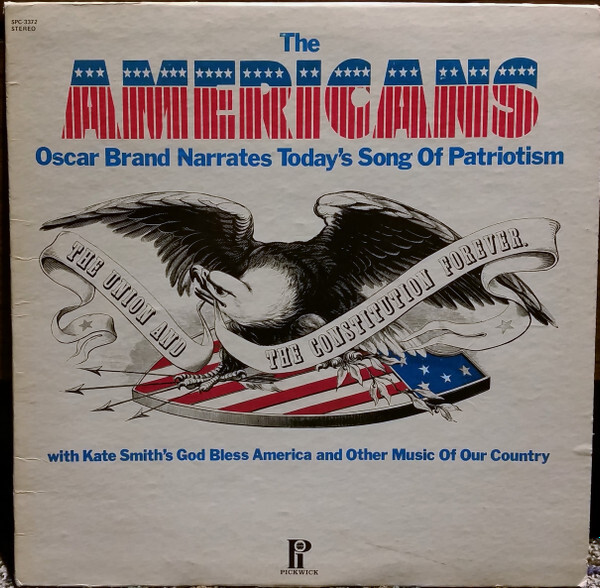 SPC-3372
STEREO
The
AMERICANS
Oscar Brand Narrates Today's Song Of Patriotism
THE UNION AND
THE CONSTITUTION FOREVER.
with Kate Smith's God Bless America and Other Music Of Our Country
Pi
PICKWICK